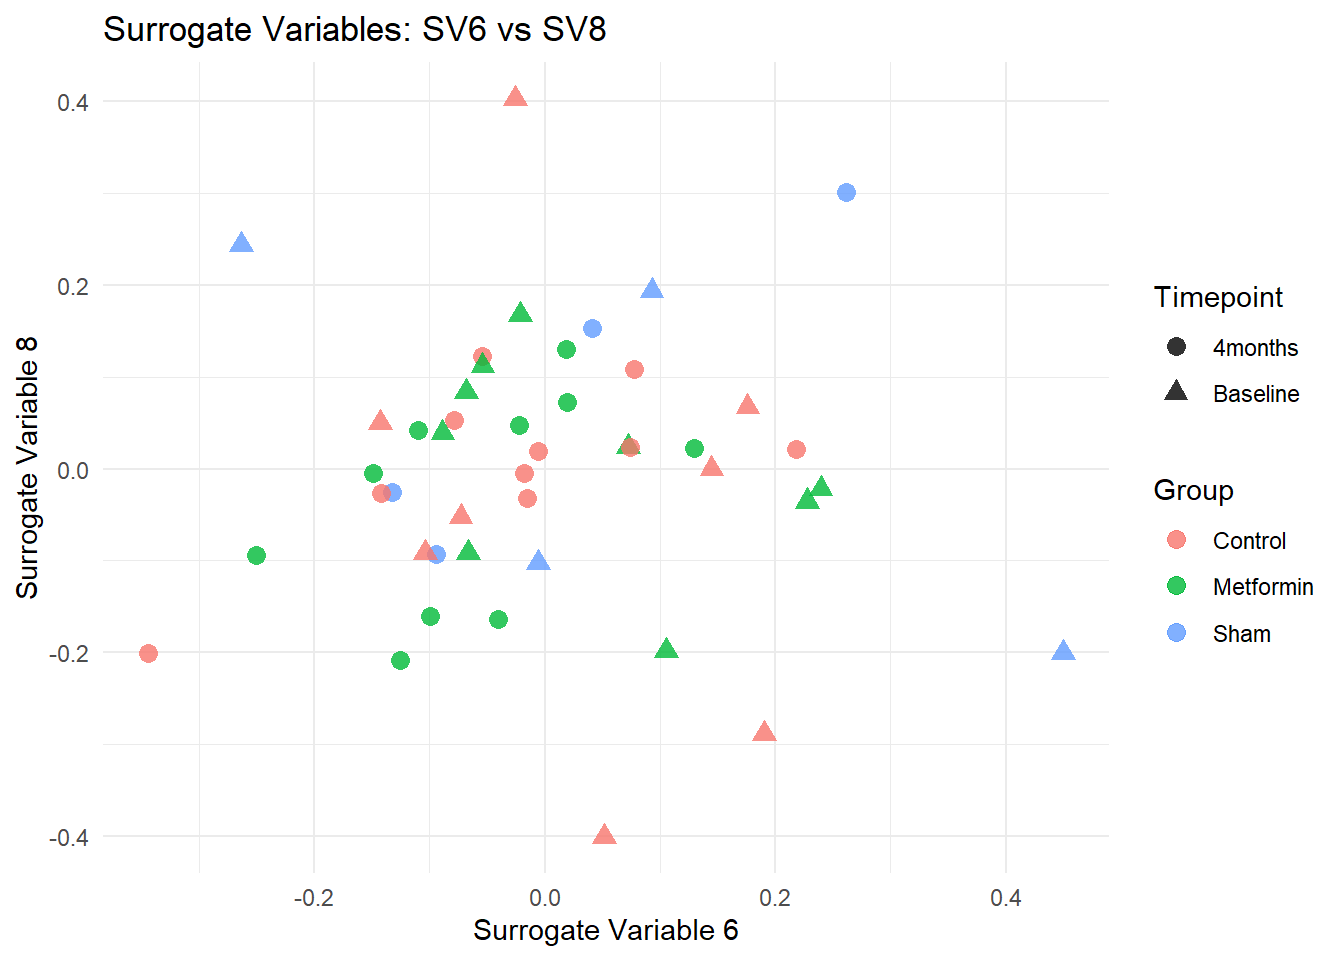 Surrogate Variables: SV6 vs SV8
0.4
0.2
0.0
-0.2
-0.4
Surrogate Variable 8
-0.2
0.0
0.2
0.4
Surrogate Variable 6
Timepoint
4months
Baseline
Group
Control
Metformin
Sham